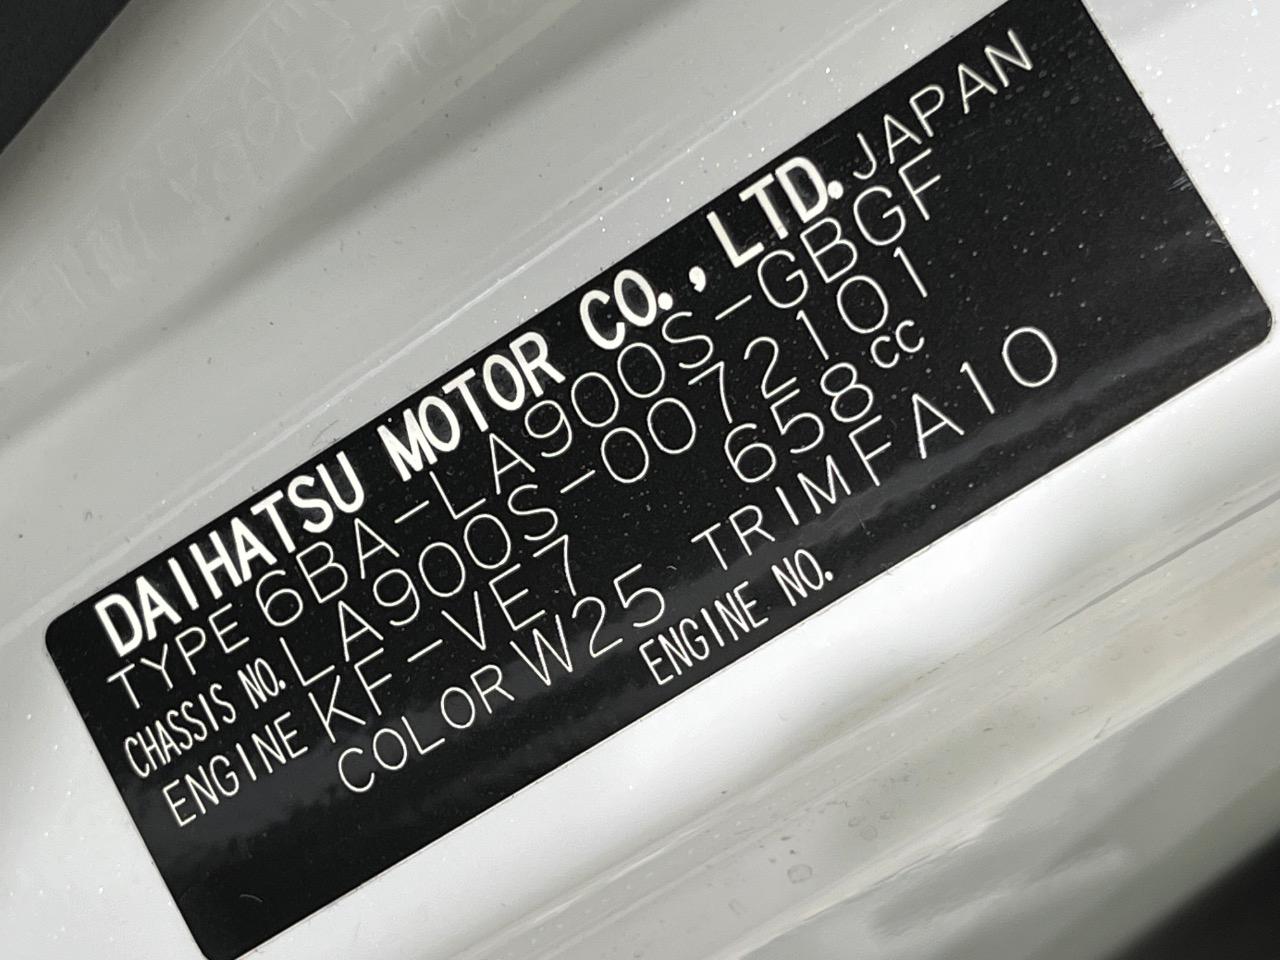 DAIHATSU MOTOR CO., LTD. JAPAN
TYPE 6BA-LA900S-GBGF
CHASSIS NO. LA900S-0072101
ENGINE KF-VE7 658cc
COLOR W25 TRIM FA10
ENGINE NO.